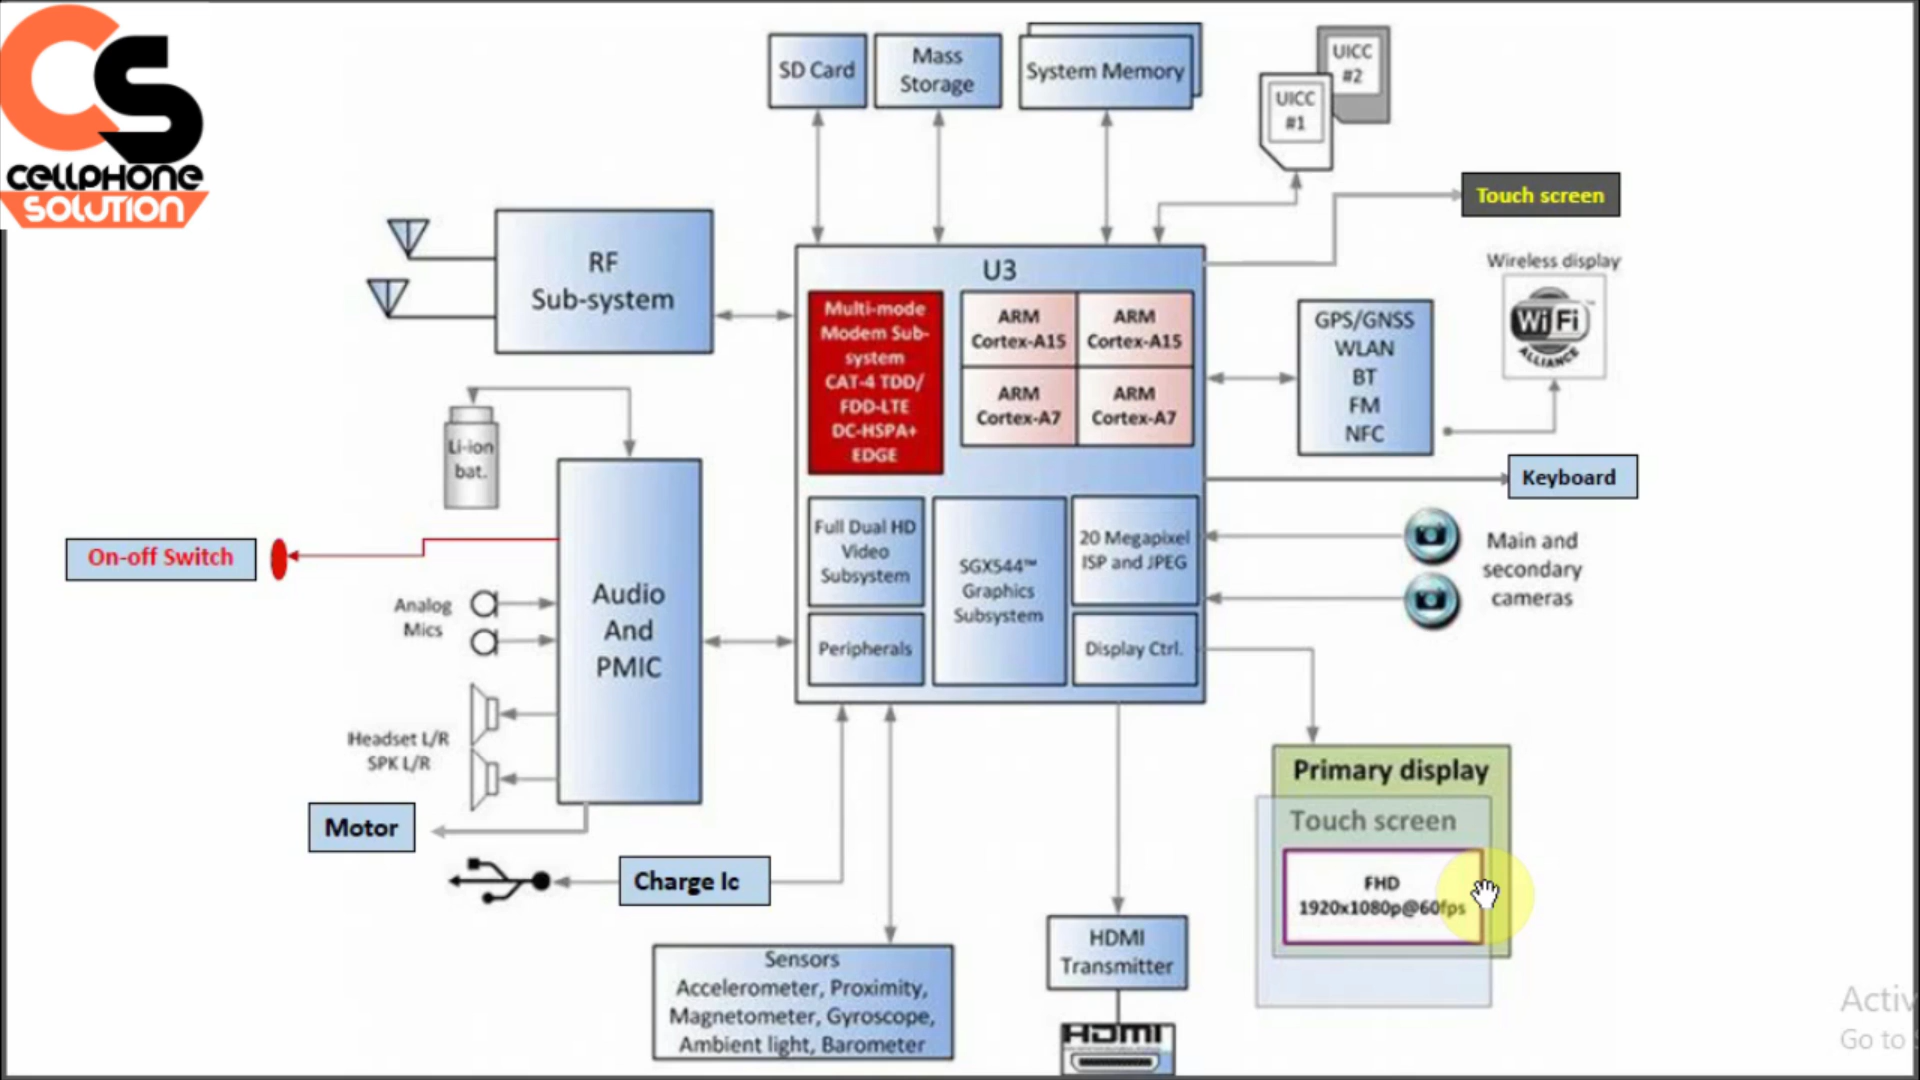 CS
CELLPHONE
SOLUTION
SD Card
Mass
Storage
System Memory
UICC
#2
UICC
#1
Touch screen
RF
Sub-system
U3
Multi-mode
Modem Sub-
system
CAT-4 TDD/
FDD-LTE
DC-HSPA+
EDGE
ARM
Cortex-A15
ARM
Cortex-A15
ARM
Cortex-A7
ARM
Cortex-A7
GPS/GNSS
WLAN
BT
FM
NFC
Wireless display
WiFi
ALLIANCE
Li-ion
bat.
Keyboard
On-off Switch
Analog
Mics
Audio
And
PMIC
Full Dual HD
Video
Subsystem
SGX544™
Graphics
Subsystem
20 Megapixel
ISP and JPEG
Main and
secondary
cameras
Peripherals
Display Ctrl.
Headset L/R
SPK L/R
Motor
Charge Ic
Primary display
Touch screen
FHD
1920x1080p@60fps
Sensors
Accelerometer, Proximity,
Magnetometer, Gyroscope,
Ambient light, Barometer
HDMI
Transmitter
HDMI
Go to